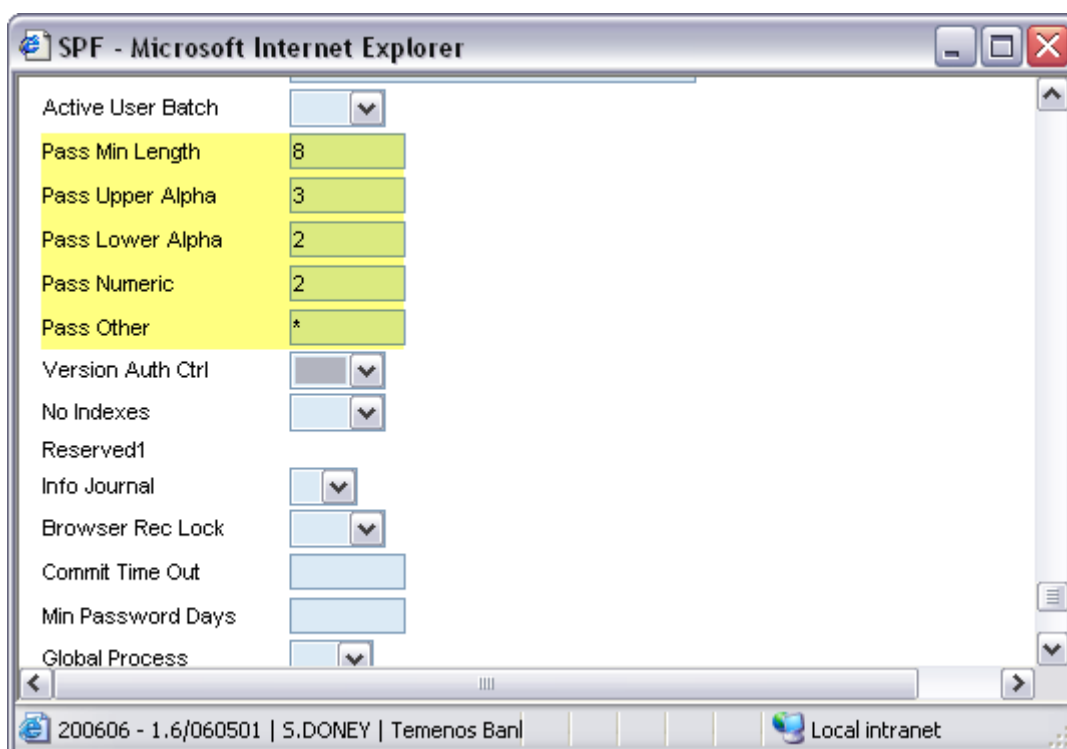 SPF - Microsoft Internet Explorer
Active User Batch
Pass Min Length 8
Pass Upper Alpha 3
Pass Lower Alpha 2
Pass Numeric 2
Pass Other *
Version Auth Ctrl
No Indexes
Reserved1
Info Journal
Browser Rec Lock
Commit Time Out
Min Password Days
Global Process
200606 - 1.6/060501 | S.DONEY | Temenos Local intranet